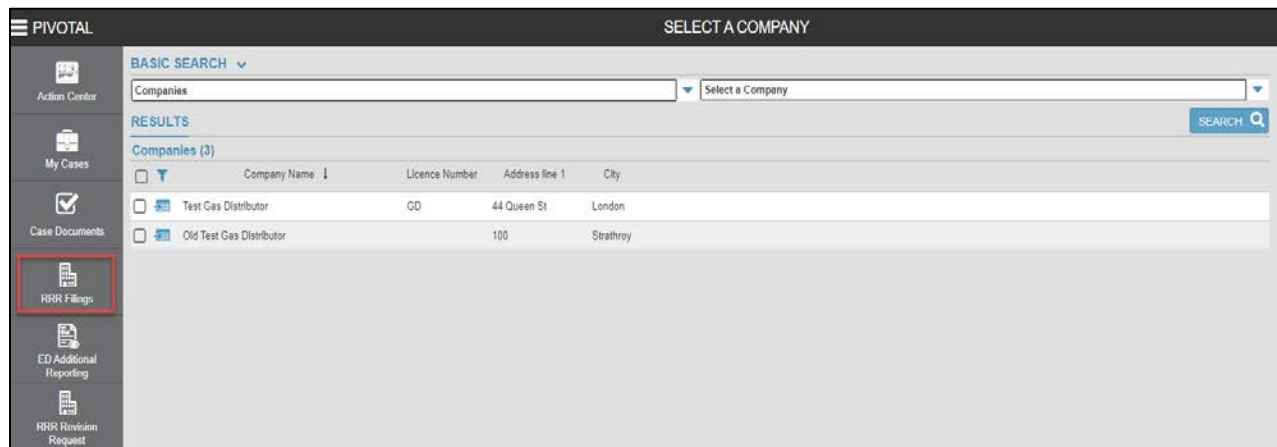 PIVOTAL SELECT A COMPANY
Action Center
My Cases
Case Documents
RRR Filings
ED Additional
Reporting
RRR Revision
Request
BASIC SEARCH
Companies Select a Company
RESULTS SEARCH
Companies (3)
Company Name Licence Number Address line 1 City
Test Gas Distributor GD 44 Queen St London
Old Test Gas Distributor 100 Strathroy